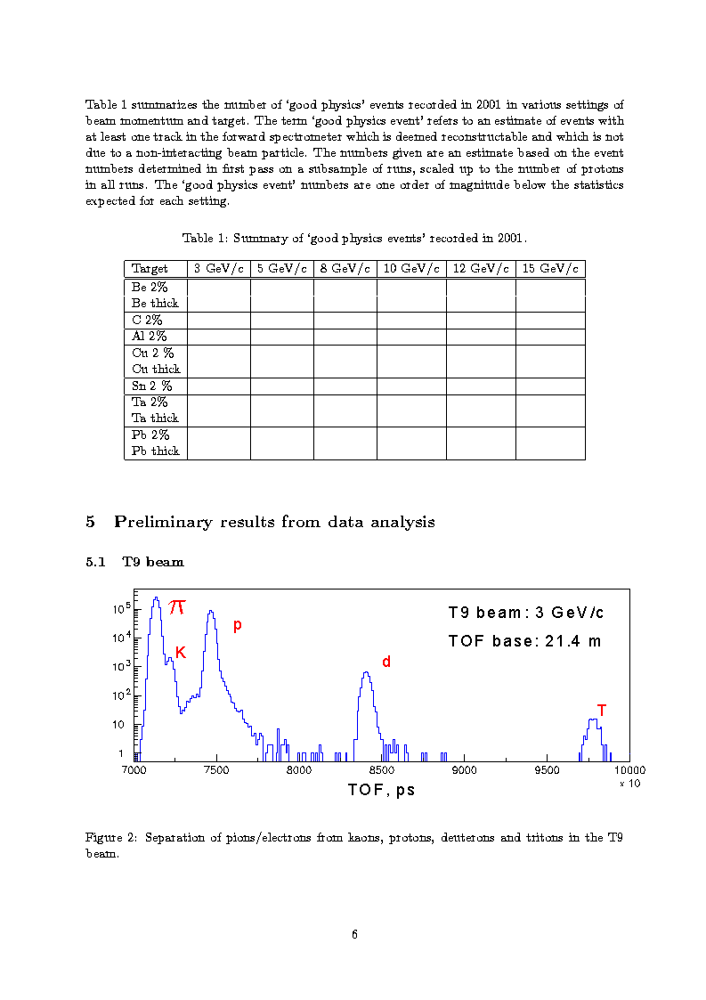 Table 1 summarizes the number of ‘good physics’ events recorded in 2001 in various settings of
beam momentum and target. The term ‘good physics event’ refers to an estimate of events with
at least one track in the forward spectrometer which is deemed reconstructable and which is not
due to a non-interacting beam particle. The numbers given are an estimate based on the event
numbers determined in first pass on a subsample of runs, scaled up to the number of protons
in all runs. The ‘good physics event’ numbers are one order of magnitude below the statistics
expected for each setting.
Table 1: Summary of ‘good physics events’ recorded in 2001.
Target 3 GeV/c 5 GeV/c 8 GeV/c 10 GeV/c 12 GeV/c 15 GeV/c
Be 2%
Be thick
C 2%
Al 2%
Cu 2 %
Cu thick
Sn 2 %
Ta 2%
Ta thick
Pb 2%
Pb thick
5 Preliminary results from data analysis
5.1 T9 beam
T9 beam: 3 GeV/c
TOF base: 21.4 m
π
K
p
d
T
10^5
10^4
10^3
10^2
10
1
7000 7500 8000 8500 9000 9500 10000
x 10
TOF, ps
Figure 2: Separation of pions/electrons from kaons, protons, deuterons and tritons in the T9
beam.
6